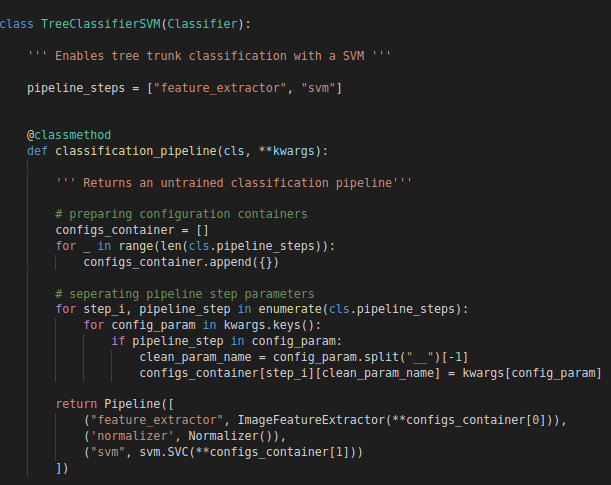 class TreeClassifierSVM(Classifier):
''' Enables tree trunk classification with a SVM '''
pipeline_steps = ["feature_extractor", "svm"]
@classmethod
def classification_pipeline(cls, **kwargs):
''' Returns an untrained classification pipeline'''
# preparing configuration containers
configs_container = []
for _ in range(len(cls.pipeline_steps)):
configs_container.append({})
# seperating pipeline step parameters
for step_i, pipeline_step in enumerate(cls.pipeline_steps):
for config_param in kwargs.keys():
if pipeline_step in config_param:
clean_param_name = config_param.split("__")[-1]
configs_container[step_i][clean_param_name] = kwargs[config_param]
return Pipeline([
("feature_extractor", ImageFeatureExtractor(**configs_container[0])),
('normalizer', Normalizer()),
("svm", svm.SVC(**configs_container[1]))
])